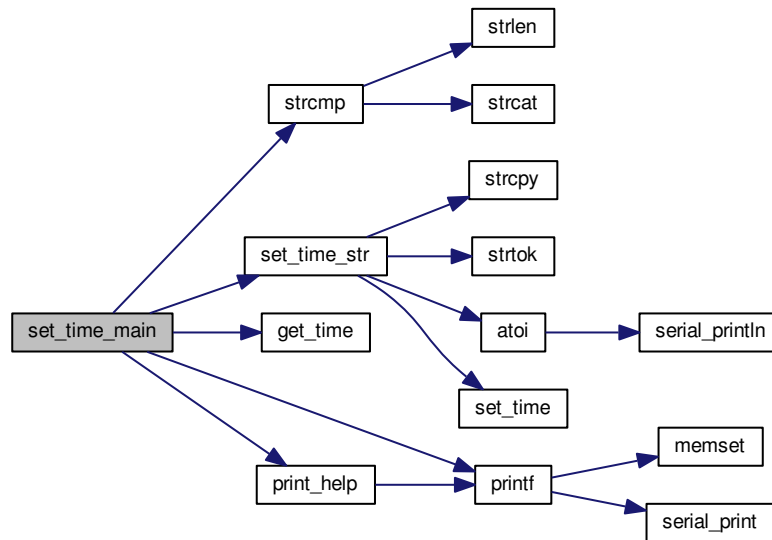 strlen
strcmp
strcat
strcpy
set_time_str
strtok
set_time_main
get_time
atoi
serial_println
set_time
memset
print_help
printf
serial_print